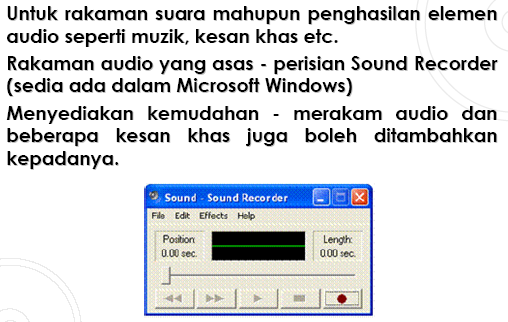 Untuk rakaman suara mahupun penghasilan elemen
audio seperti muzik, kesan khas etc.
Rakaman audio yang asas - perisian Sound Recorder
(sedia ada dalam Microsoft Windows)
Menyediakan kemudahan - merakam audio dan
beberapa kesan khas juga boleh ditambahkan
kepadanya.
Sound - Sound Recorder
File Edit Effects Help
Position: Length:
0.00 sec. 0.00 sec.